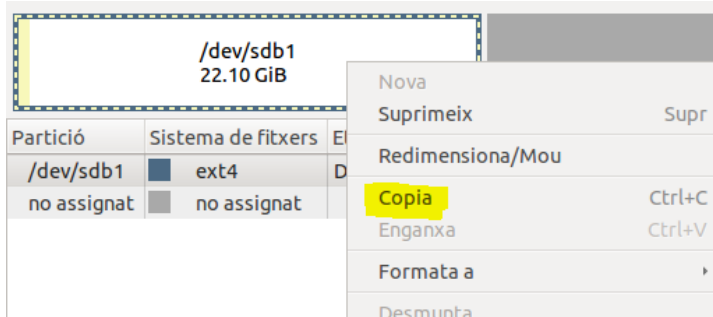 /dev/sdb1
22.10 GiB
Partició Sistema de fitxers
/dev/sdb1 ext4
no assignat no assignat
Nova
Suprimeix Supr
Redimensiona/Mou
Copia Ctrl+C
Enganxa Ctrl+V
Formata a
Desmunta